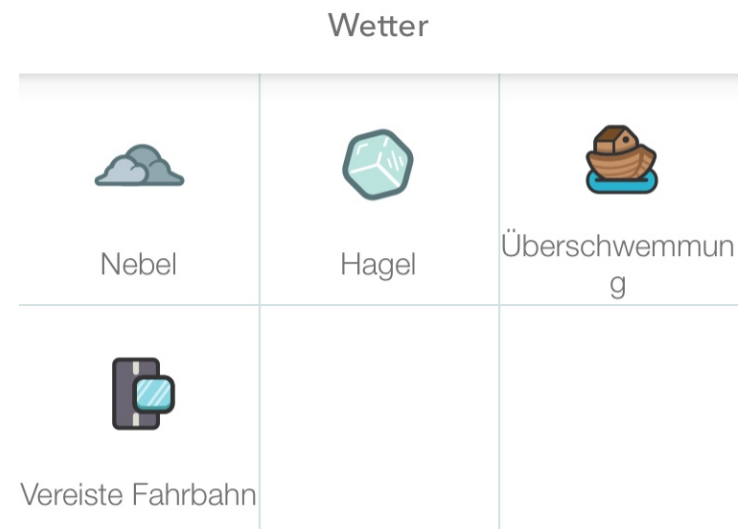 Wetter
Nebel
Hagel
Überschwemmun
g
Vereiste Fahrbahn